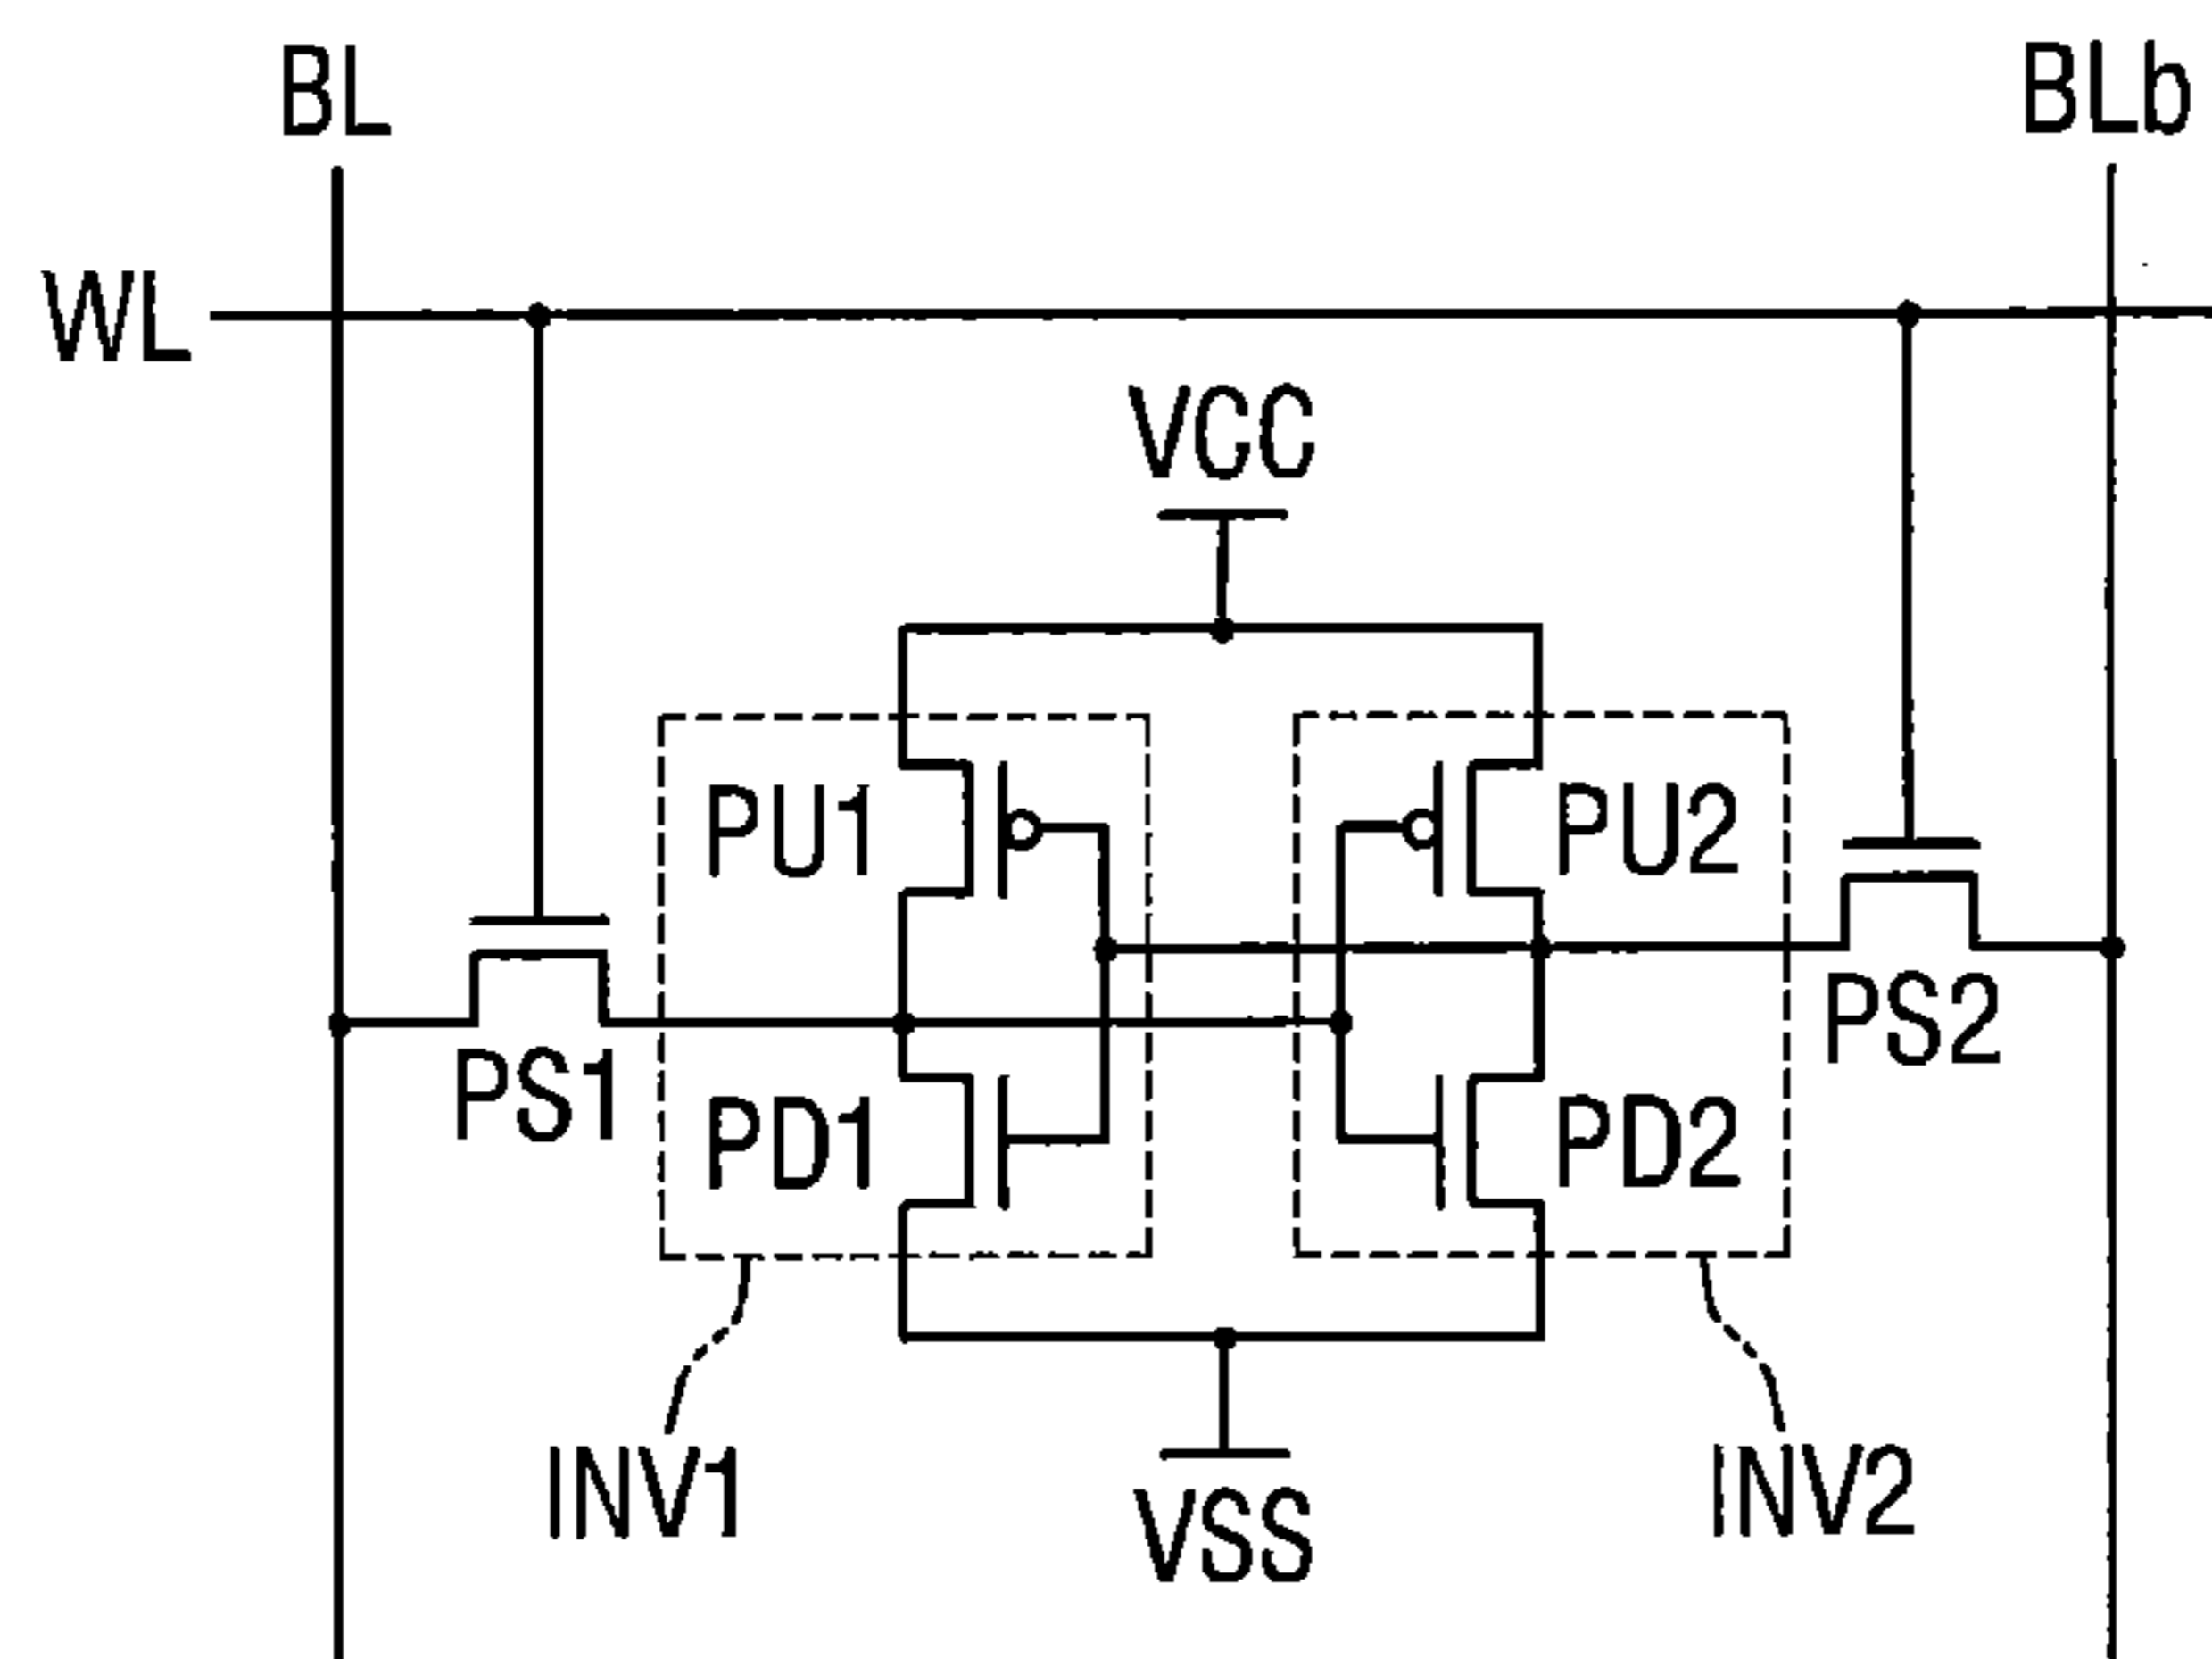 BL
BLb
WL
VCC
PU1
PU2
PS1
PS2
PD1
PD2
INV1
INV2
VSS